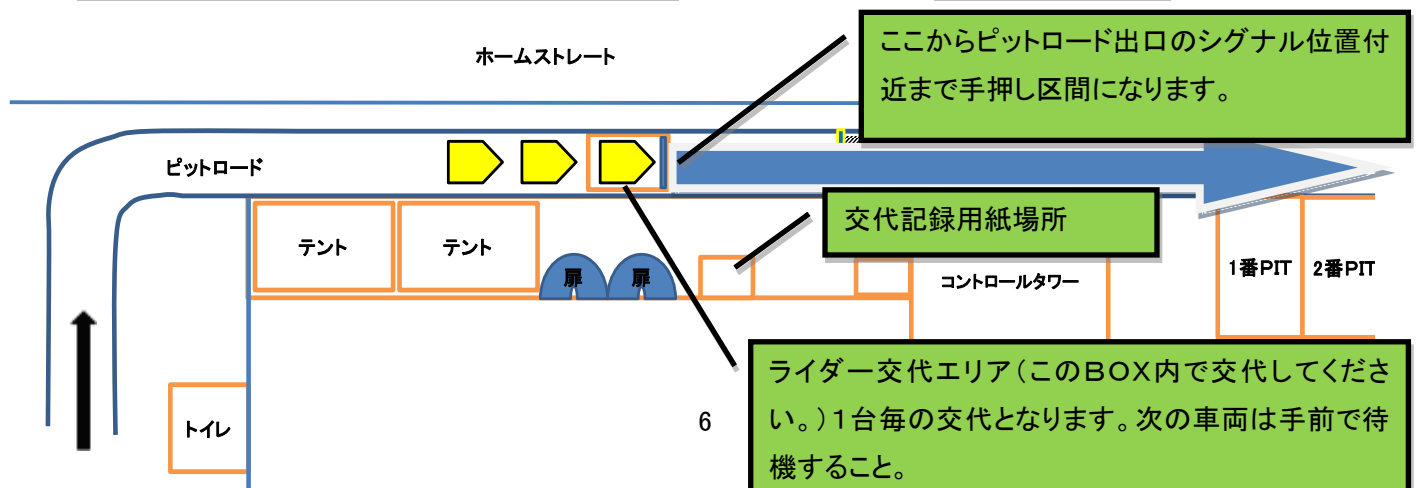 ホームストレート
ここからピットロード出口のシグナル位置付
近まで手押し区間になります。
ピットロード
交代記録用紙場所
テント
テント
扉
扉
コントロールタワー
1番PIT
2番PIT
ライダー交代エリア(このBOX内で交代してくださ
い。)1台毎の交代となります。次の車両は手前で待
機すること。
トイレ
6